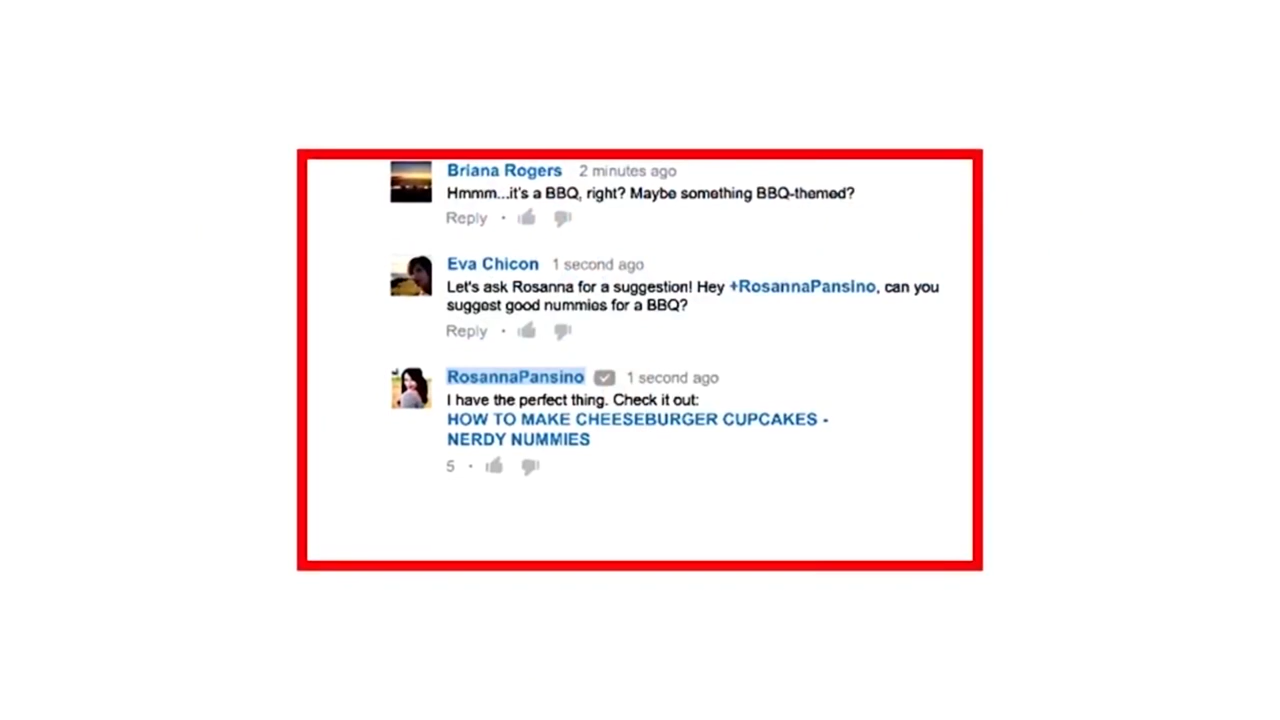 Briana Rogers 2 minutes ago
Hmmm...it's a BBQ, right? Maybe something BBQ-themed?
Reply •
Eva Chicon 1 second ago
Let's ask Rosanna for a suggestion! Hey +RosannaPansino, can you
suggest good nummies for a BBQ?
Reply •
RosannaPansino 1 second ago
I have the perfect thing. Check it out:
HOW TO MAKE CHEESEBURGER CUPCAKES -
NERDY NUMMIES
5 •